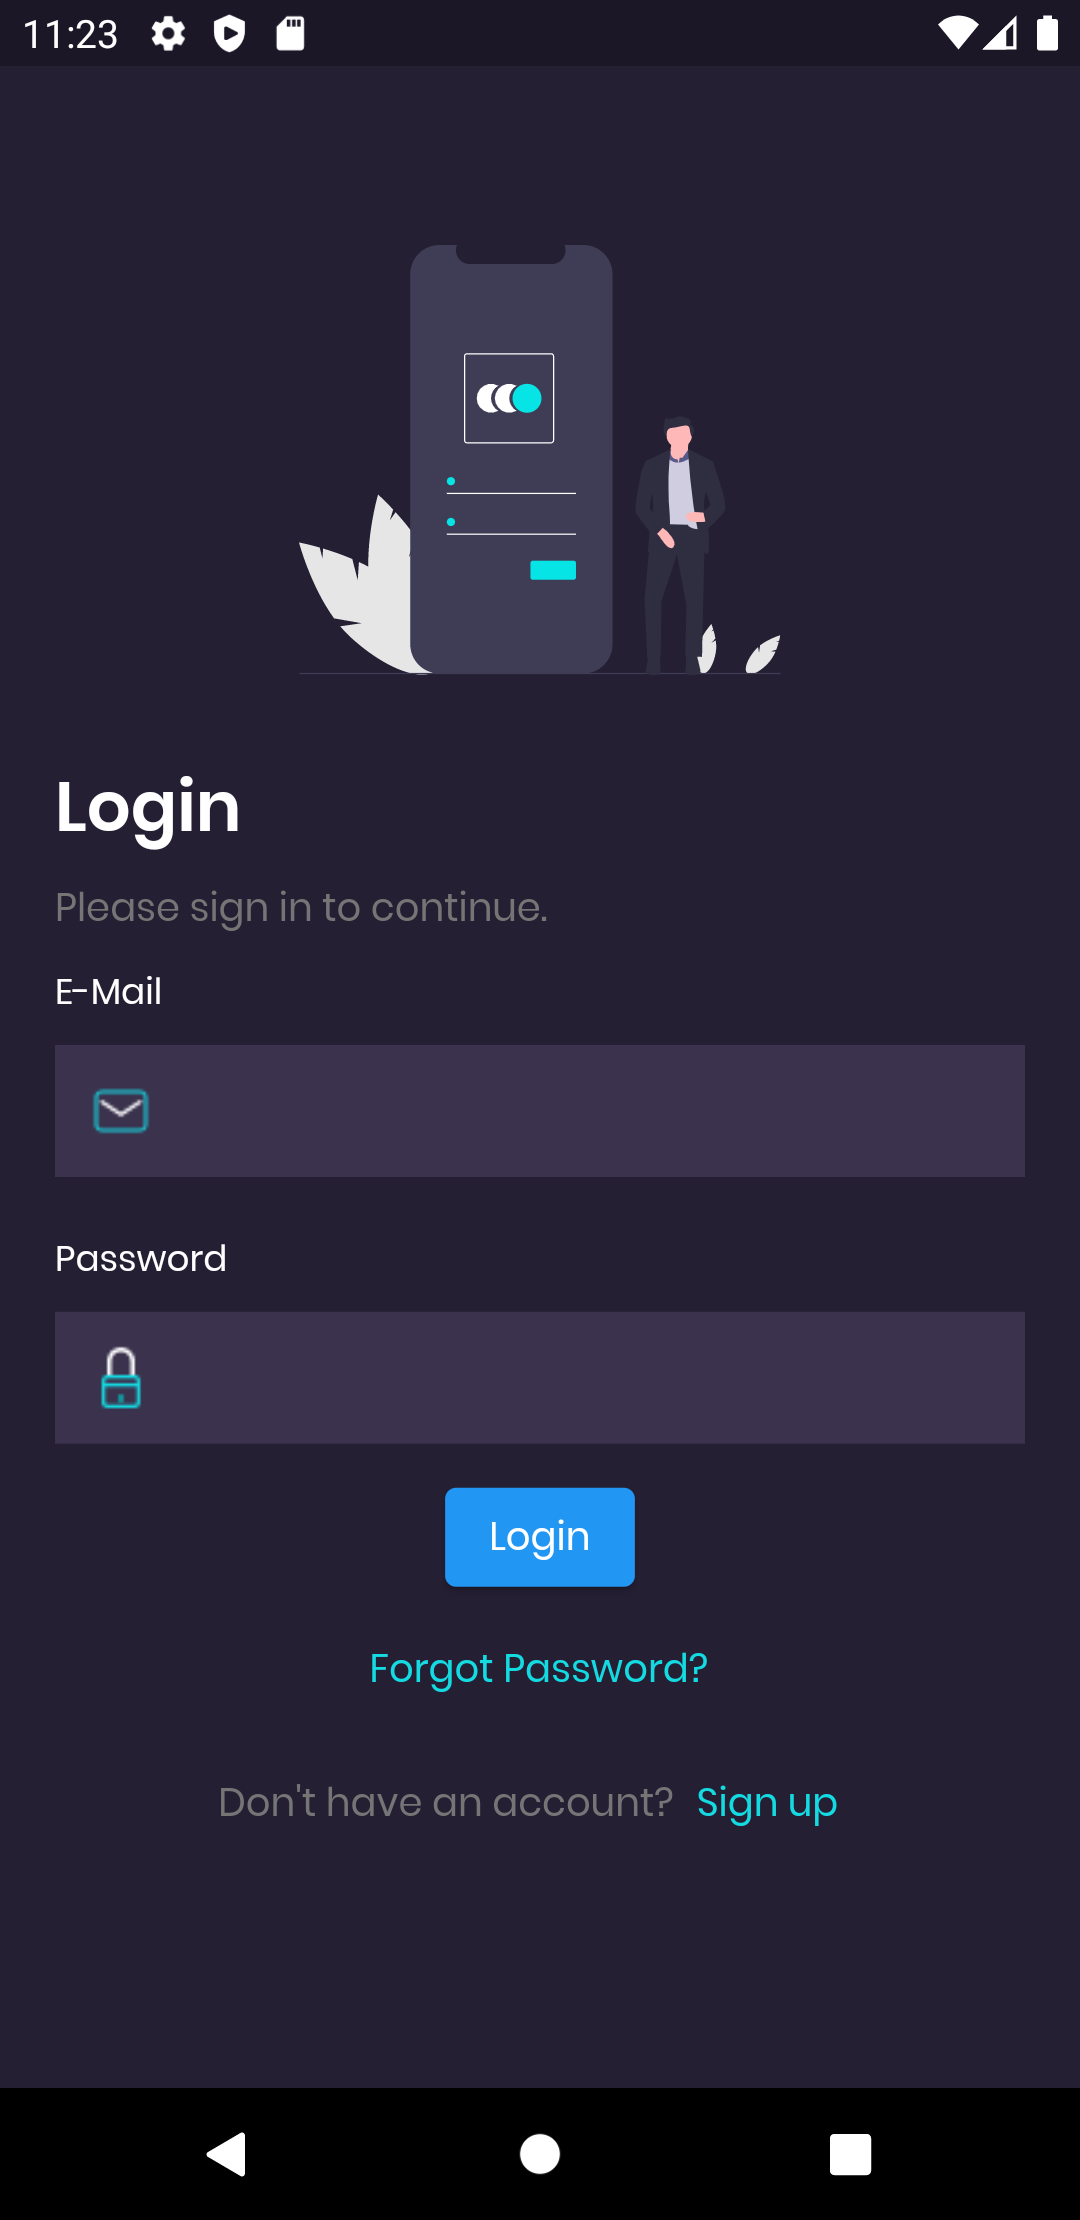 11:23
Login
Please sign in to continue.
E-Mail
Password
Login
Forgot Password?
Don't have an account? Sign up